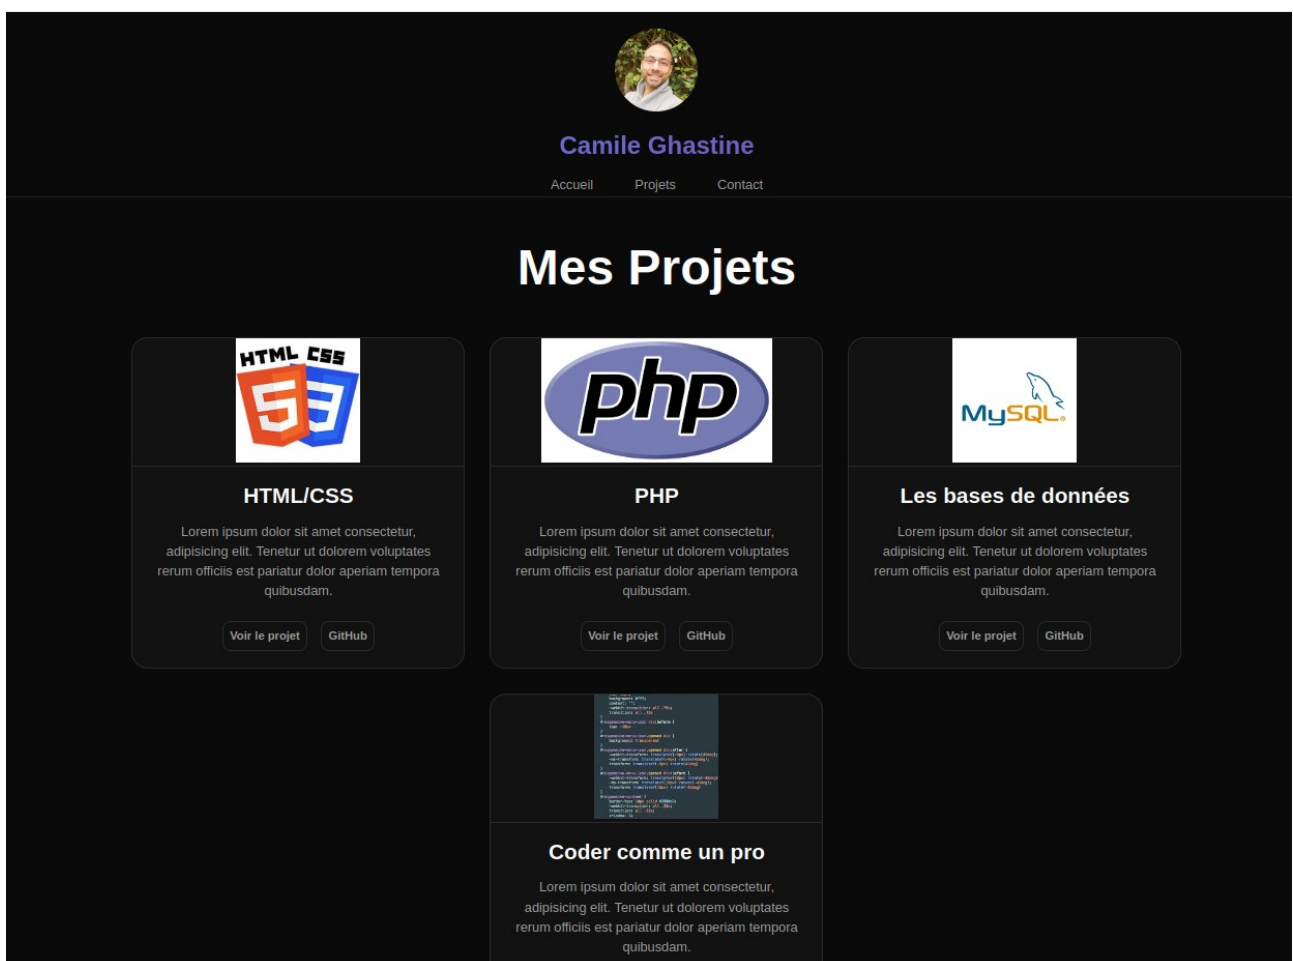 Camile Ghastine
Accueil Projets Contact
Mes Projets
HTML CSS
5 3
HTML/CSS
Lorem ipsum dolor sit amet consectetur,
adipisicing elit. Tenetur ut dolorem voluptates
rerum officiis est pariatur dolor aperiam tempora
quibusdam.
Voir le projet GitHub
php
PHP
Lorem ipsum dolor sit amet consectetur,
adipisicing elit. Tenetur ut dolorem voluptates
rerum officiis est pariatur dolor aperiam tempora
quibusdam.
Voir le projet GitHub
MySQL®
Les bases de données
Lorem ipsum dolor sit amet consectetur,
adipisicing elit. Tenetur ut dolorem voluptates
rerum officiis est pariatur dolor aperiam tempora
quibusdam.
Voir le projet GitHub
Coder comme un pro
Lorem ipsum dolor sit amet consectetur,
adipisicing elit. Tenetur ut dolorem voluptates
rerum officiis est pariatur dolor aperiam tempora
quibusdam.